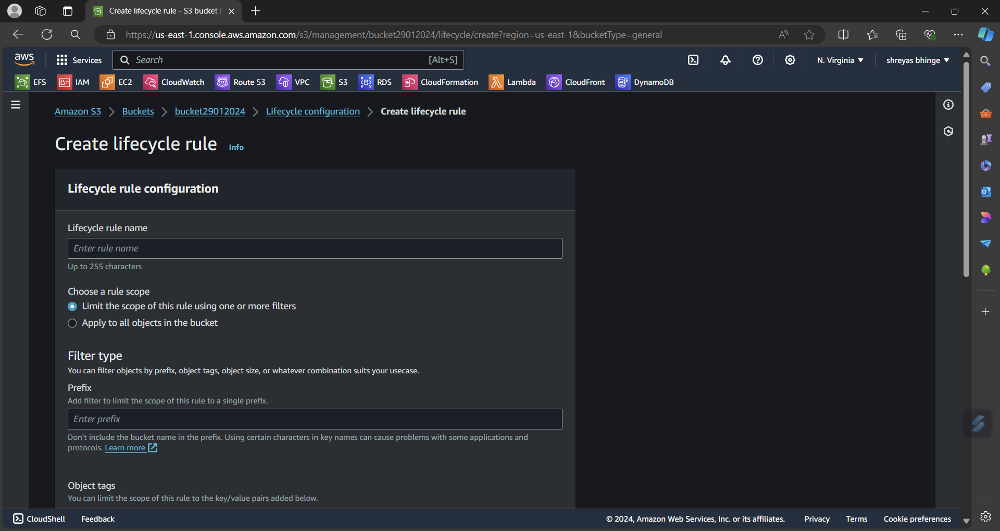 Create lifecycle rule - S3 bucket
https://us-east-1.console.aws.amazon.com/s3/management/bucket29012024/lifecycle/create?region=us-east-1&bucketType=general
aws
Services
Search
[Alt+S]
N. Virginia
shreyas bhinge
EFS
IAM
EC2
CloudWatch
Route 53
VPC
S3
RDS
CloudFormation
Lambda
CloudFront
DynamoDB
Amazon S3
Buckets
bucket29012024
Lifecycle configuration
Create lifecycle rule
Create lifecycle rule
Info
Lifecycle rule configuration
Lifecycle rule name
Enter rule name
Up to 255 characters
Choose a rule scope
Limit the scope of this rule using one or more filters
Apply to all objects in the bucket
Filter type
You can filter objects by prefix, object tags, object size, or whatever combination suits your usecase.
Prefix
Add filter to limit the scope of this rule to a single prefix.
Enter prefix
Don't include the bucket name in the prefix. Using certain characters in key names can cause problems with some applications and
protocols. Learn more
Object tags
You can limit the scope of this rule to the key/value pairs added below.
CloudShell
Feedback
© 2024, Amazon Web Services, Inc. or its affiliates.
Privacy
Terms
Cookie preferences